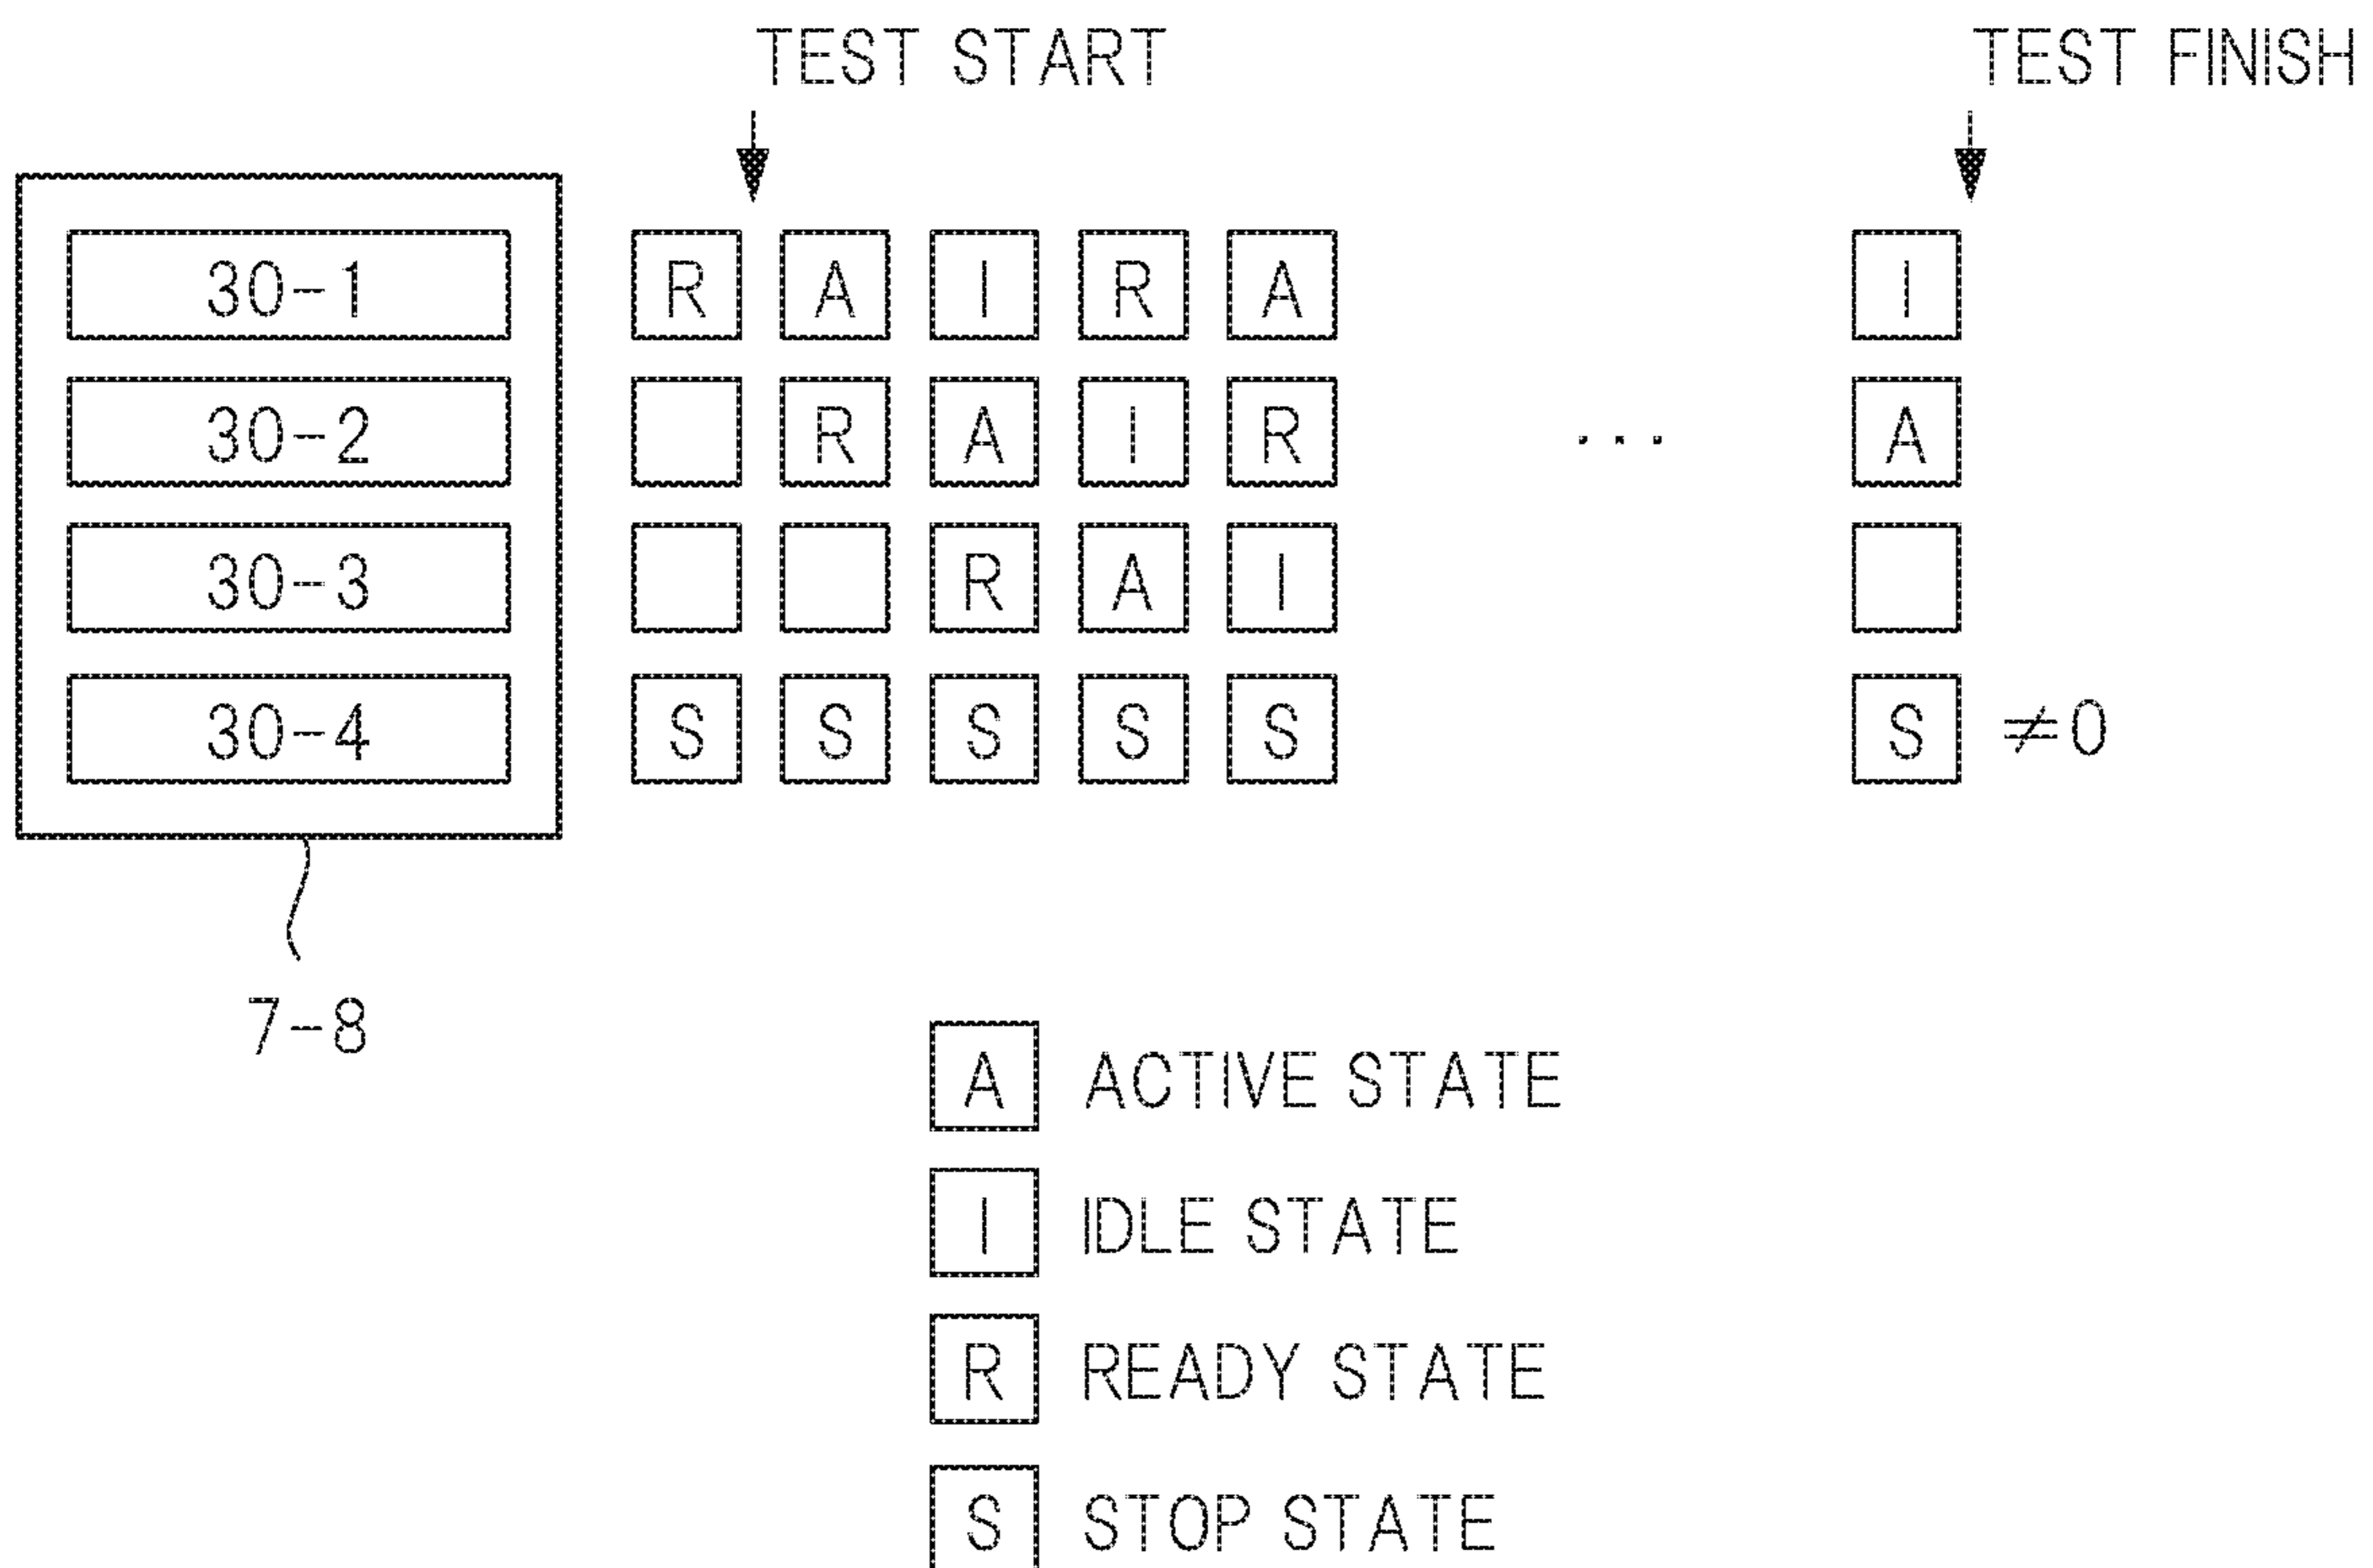 TEST START TEST FINISH
30-1 R A I R A I
30-2 R A I R ... A
30-3 R A I
30-4 S S S S S S ≠0
7-8
A ACTIVE STATE
I IDLE STATE
R READY STATE
S STOP STATE